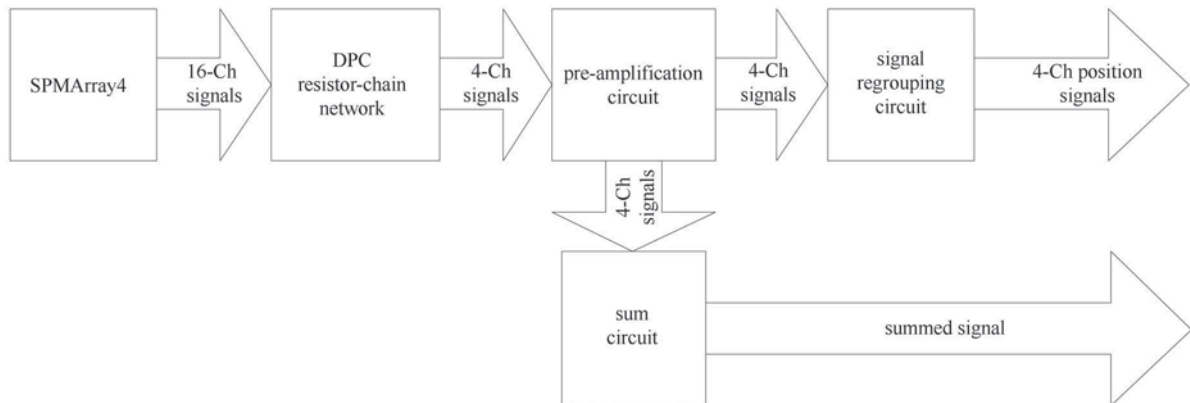 SPMArray4
16-Ch
signals
DPC
resistor-chain
network
4-Ch
signals
pre-amplification
circuit
4-Ch
signals
signal
regrouping
circuit
4-Ch position
signals
4-Ch
signals
sum
circuit
summed signal